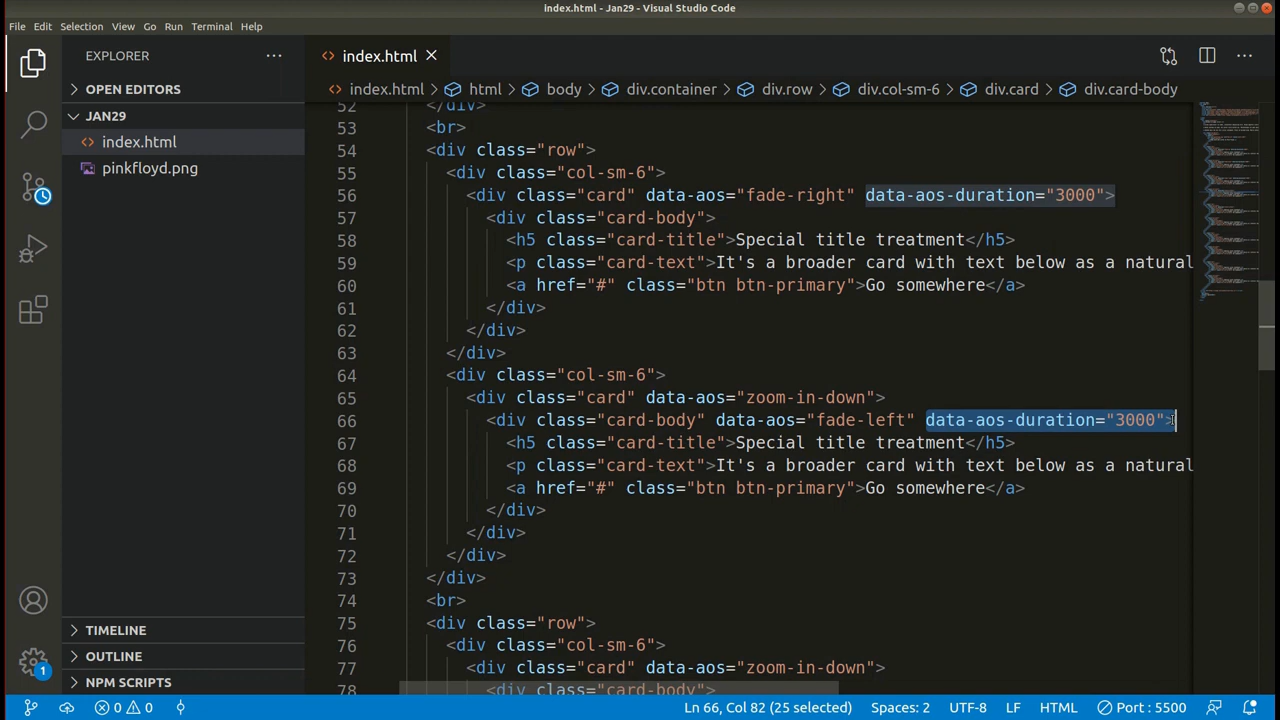 index.html - Jan29 - Visual Studio Code
File Edit Selection View Go Run Terminal Help
EXPLORER
OPEN EDITORS
JAN29
index.html
pinkfloyd.png
TIMELINE
OUTLINE
NPM SCRIPTS
1
index.html
index.html html body div.container div.row div.col-sm-6 div.card div.card-body
52 </div>
53 <br>
54 <div class="row">
55 <div class="col-sm-6">
56 <div class="card" data-aos="fade-right" data-aos-duration="3000">
57 <div class="card-body">
58 <h5 class="card-title">Special title treatment</h5>
59 <p class="card-text">It's a broader card with text below as a natural
60 <a href="#" class="btn btn-primary">Go somewhere</a>
61 </div>
62 </div>
63 </div>
64 <div class="col-sm-6">
65 <div class="card" data-aos="zoom-in-down">
66 <div class="card-body" data-aos="fade-left" data-aos-duration="3000">
67 <h5 class="card-title">Special title treatment</h5>
68 <p class="card-text">It's a broader card with text below as a natural
69 <a href="#" class="btn btn-primary">Go somewhere</a>
70 </div>
71 </div>
72 </div>
73 </div>
74 <br>
75 <div class="row">
76 <div class="col-sm-6">
77 <div class="card" data-aos="zoom-in-down">
78 <div class="card-body">
0 0 Ln 66, Col 82 (25 selected) Spaces: 2 UTF-8 LF HTML Port : 5500